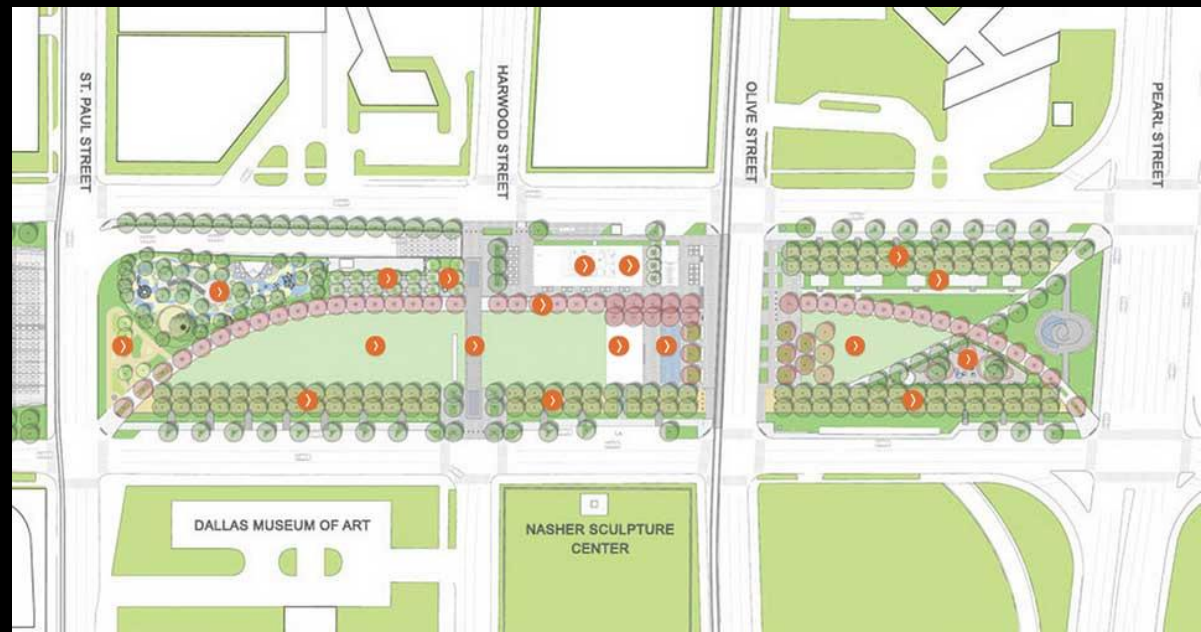 ST. PAUL STREET
HARWOOD STREET
OLIVE STREET
PEARL STREET
DALLAS MUSEUM OF ART
NASHER SCULPTURE
CENTER